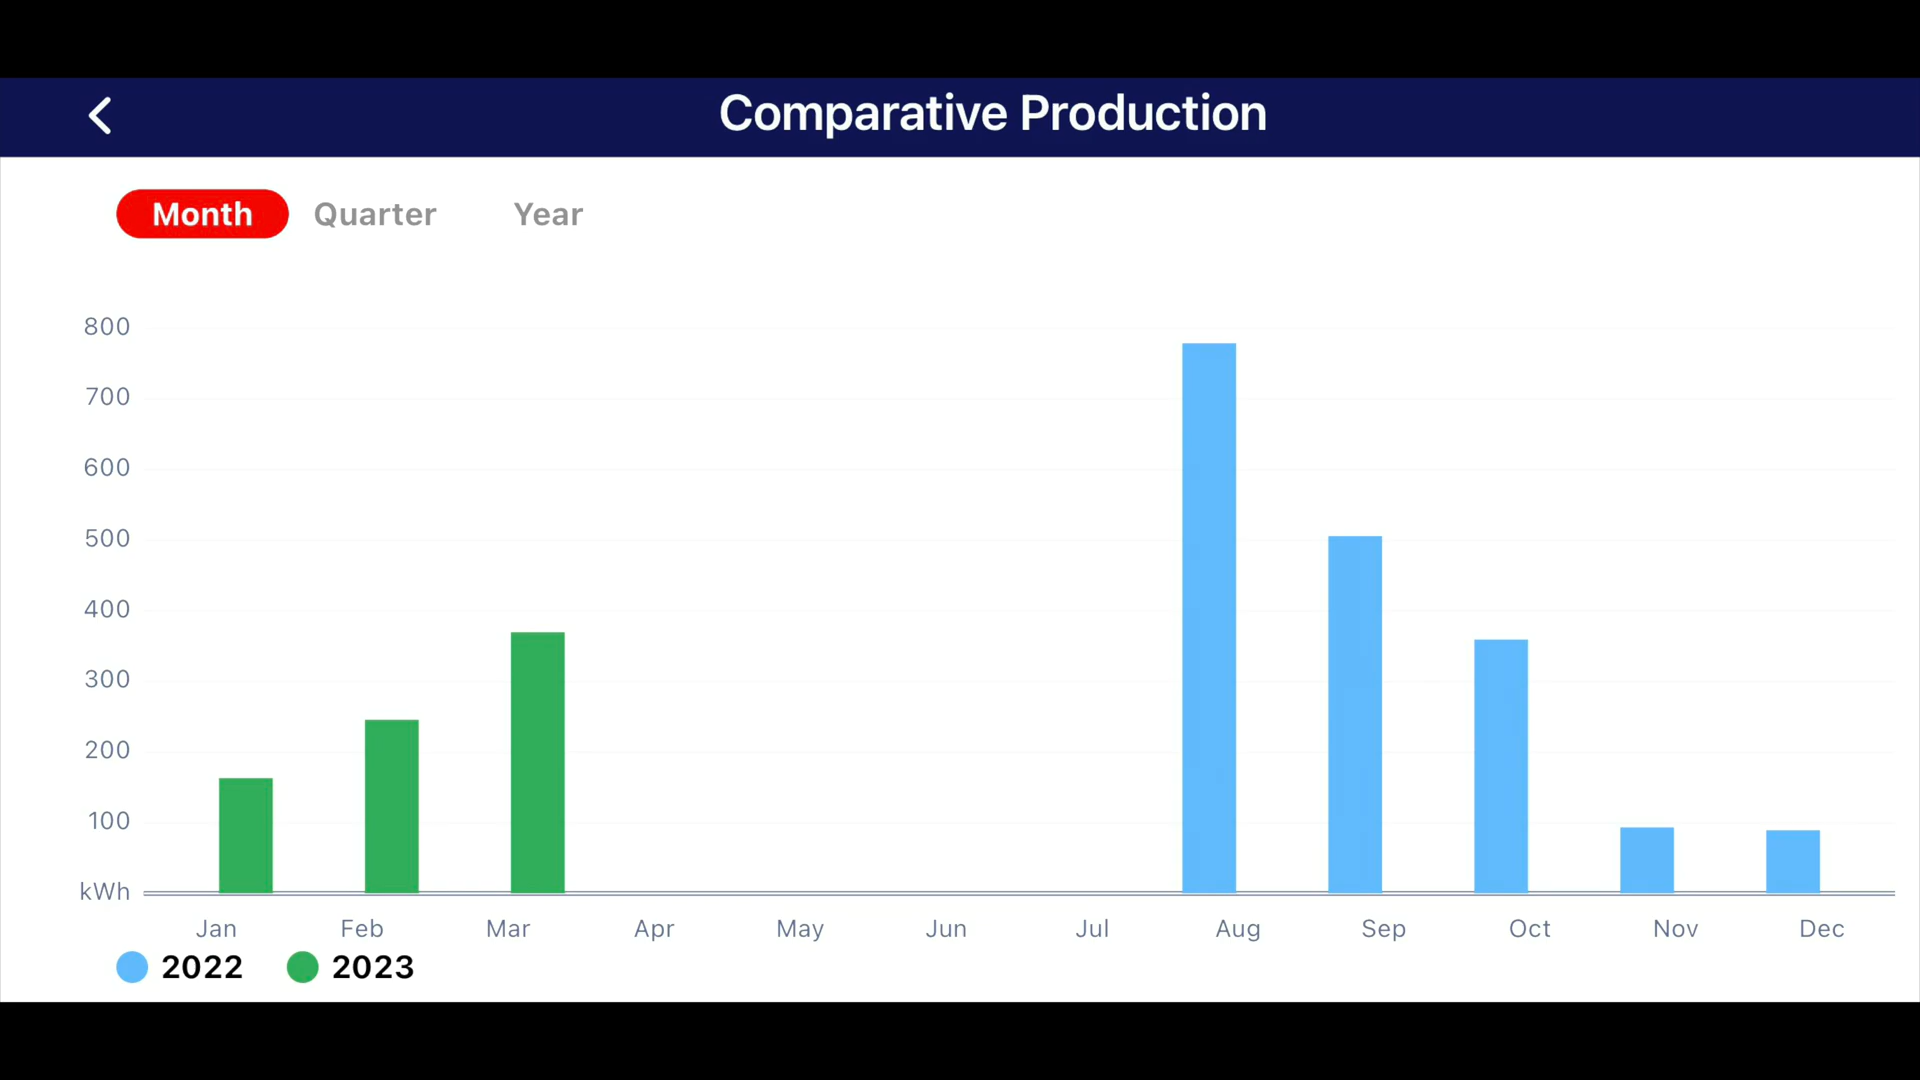 Comparative Production
Month Quarter Year
800
700
600
500
400
300
200
100
kWh
Jan Feb Mar Apr May Jun Jul Aug Sep Oct Nov Dec
2022 2023